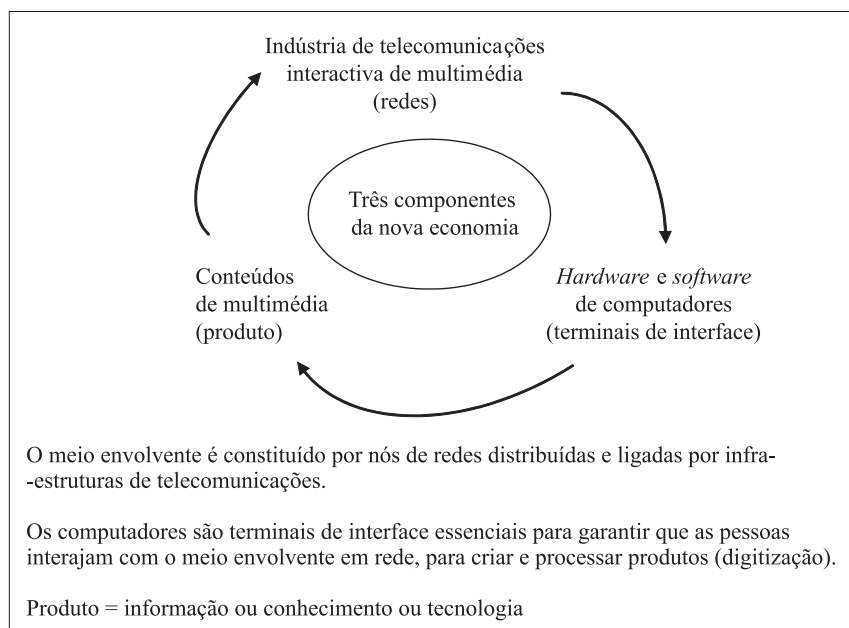 Indústria de telecomunicações
interactiva de multimédia
(redes)
Três componentes
da nova economia
Conteúdos
de multimédia
(produto)
Hardware e software
de computadores
(terminais de interface)
O meio envolvente é constituído por nós de redes distribuídas e ligadas por infra-
-estruturas de telecomunicações.
Os computadores são terminais de interface essenciais para garantir que as pessoas
interajam com o meio envolvente em rede, para criar e processar produtos (digitização).
Produto = informação ou conhecimento ou tecnologia